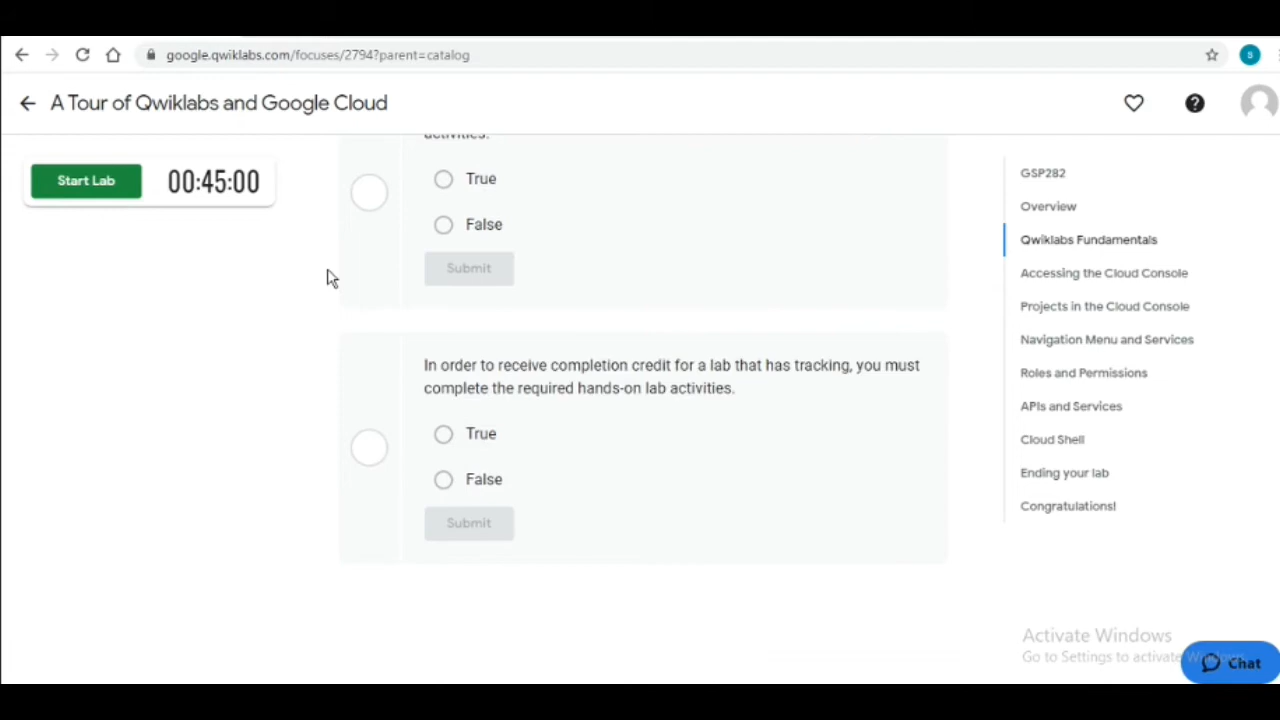 google.qwiklabs.com/focuses/2794?parent=catalog
S
A Tour of Qwiklabs and Google Cloud
?
Start Lab
00:45:00
activities.
True
False
Submit
In order to receive completion credit for a lab that has tracking, you must
complete the required hands-on lab activities.
True
False
Submit
GSP282
Overview
Qwiklabs Fundamentals
Accessing the Cloud Console
Projects in the Cloud Console
Navigation Menu and Services
Roles and Permissions
APIs and Services
Cloud Shell
Ending your lab
Congratulations!
Activate Windows
Go to Settings to activate
Chat